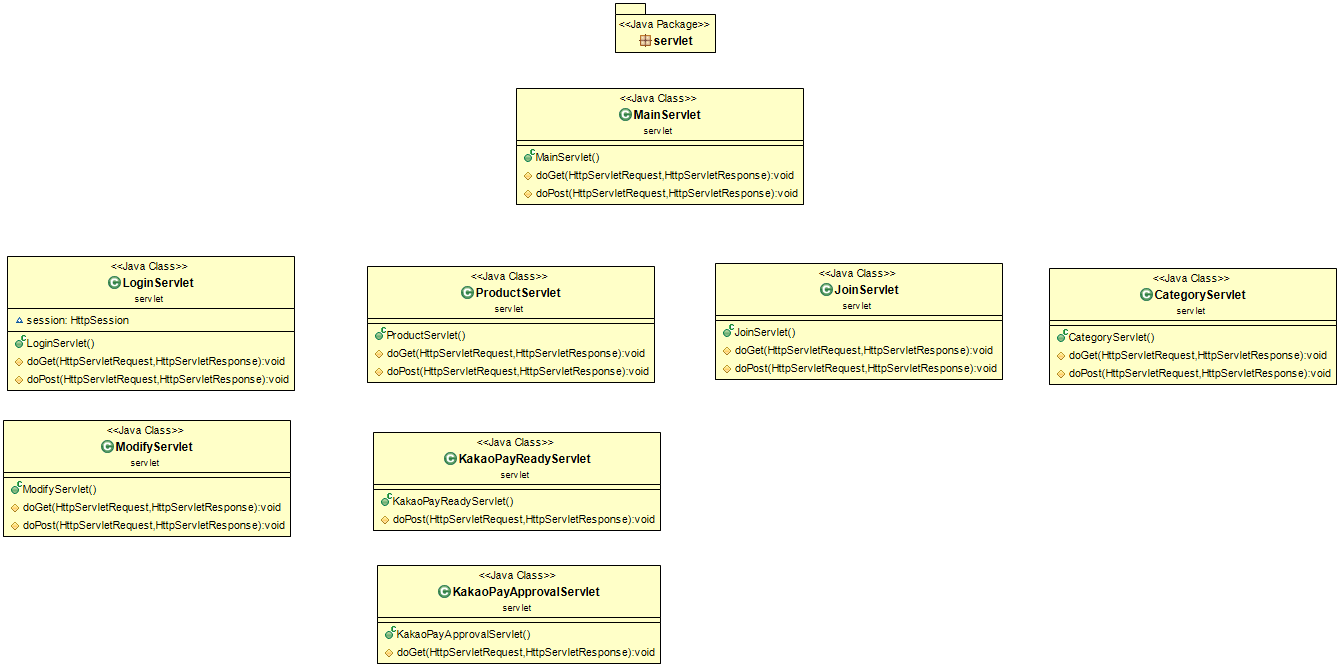 <<Java Package>>
servlet
<<Java Class>>
MainServlet
servlet
MainServlet()
doGet(HttpServletRequest,HttpServletResponse):void
doPost(HttpServletRequest,HttpServletResponse):void
<<Java Class>>
LoginServlet
servlet
session: HttpSession
LoginServlet()
doGet(HttpServletRequest,HttpServletResponse):void
doPost(HttpServletRequest,HttpServletResponse):void
<<Java Class>>
ProductServlet
servlet
ProductServlet()
doGet(HttpServletRequest,HttpServletResponse):void
doPost(HttpServletRequest,HttpServletResponse):void
<<Java Class>>
JoinServlet
servlet
JoinServlet()
doGet(HttpServletRequest,HttpServletResponse):void
doPost(HttpServletRequest,HttpServletResponse):void
<<Java Class>>
CategoryServlet
servlet
CategoryServlet()
doGet(HttpServletRequest,HttpServletResponse):void
doPost(HttpServletRequest,HttpServletResponse):void
<<Java Class>>
ModifyServlet
servlet
ModifyServlet()
doGet(HttpServletRequest,HttpServletResponse):void
doPost(HttpServletRequest,HttpServletResponse):void
<<Java Class>>
KakaoPayReadyServlet
servlet
KakaoPayReadyServlet()
doPost(HttpServletRequest,HttpServletResponse):void
<<Java Class>>
KakaoPayApprovalServlet
servlet
KakaoPayApprovalServlet()
doGet(HttpServletRequest,HttpServletResponse):void